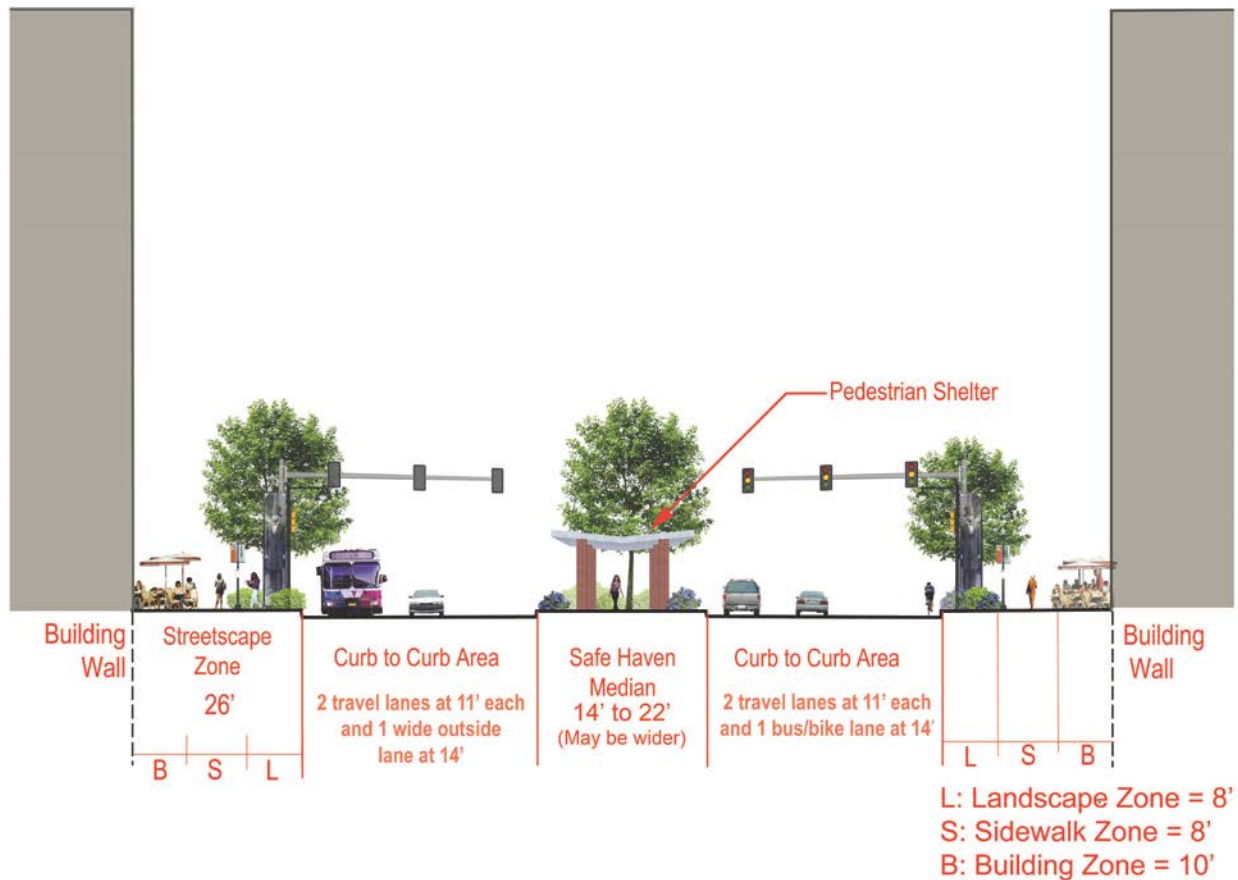 Pedestrian Shelter
Building
Wall
Streetscape
Zone
26’
Curb to Curb Area
2 travel lanes at 11’ each
and 1 wide outside
lane at 14’
Safe Haven
Median
14’ to 22’
(May be wider)
Curb to Curb Area
2 travel lanes at 11’ each
and 1 bus/bike lane at 14’
Building
Wall
B
S
L
L
S
B
L: Landscape Zone = 8’
S: Sidewalk Zone = 8’
B: Building Zone = 10’